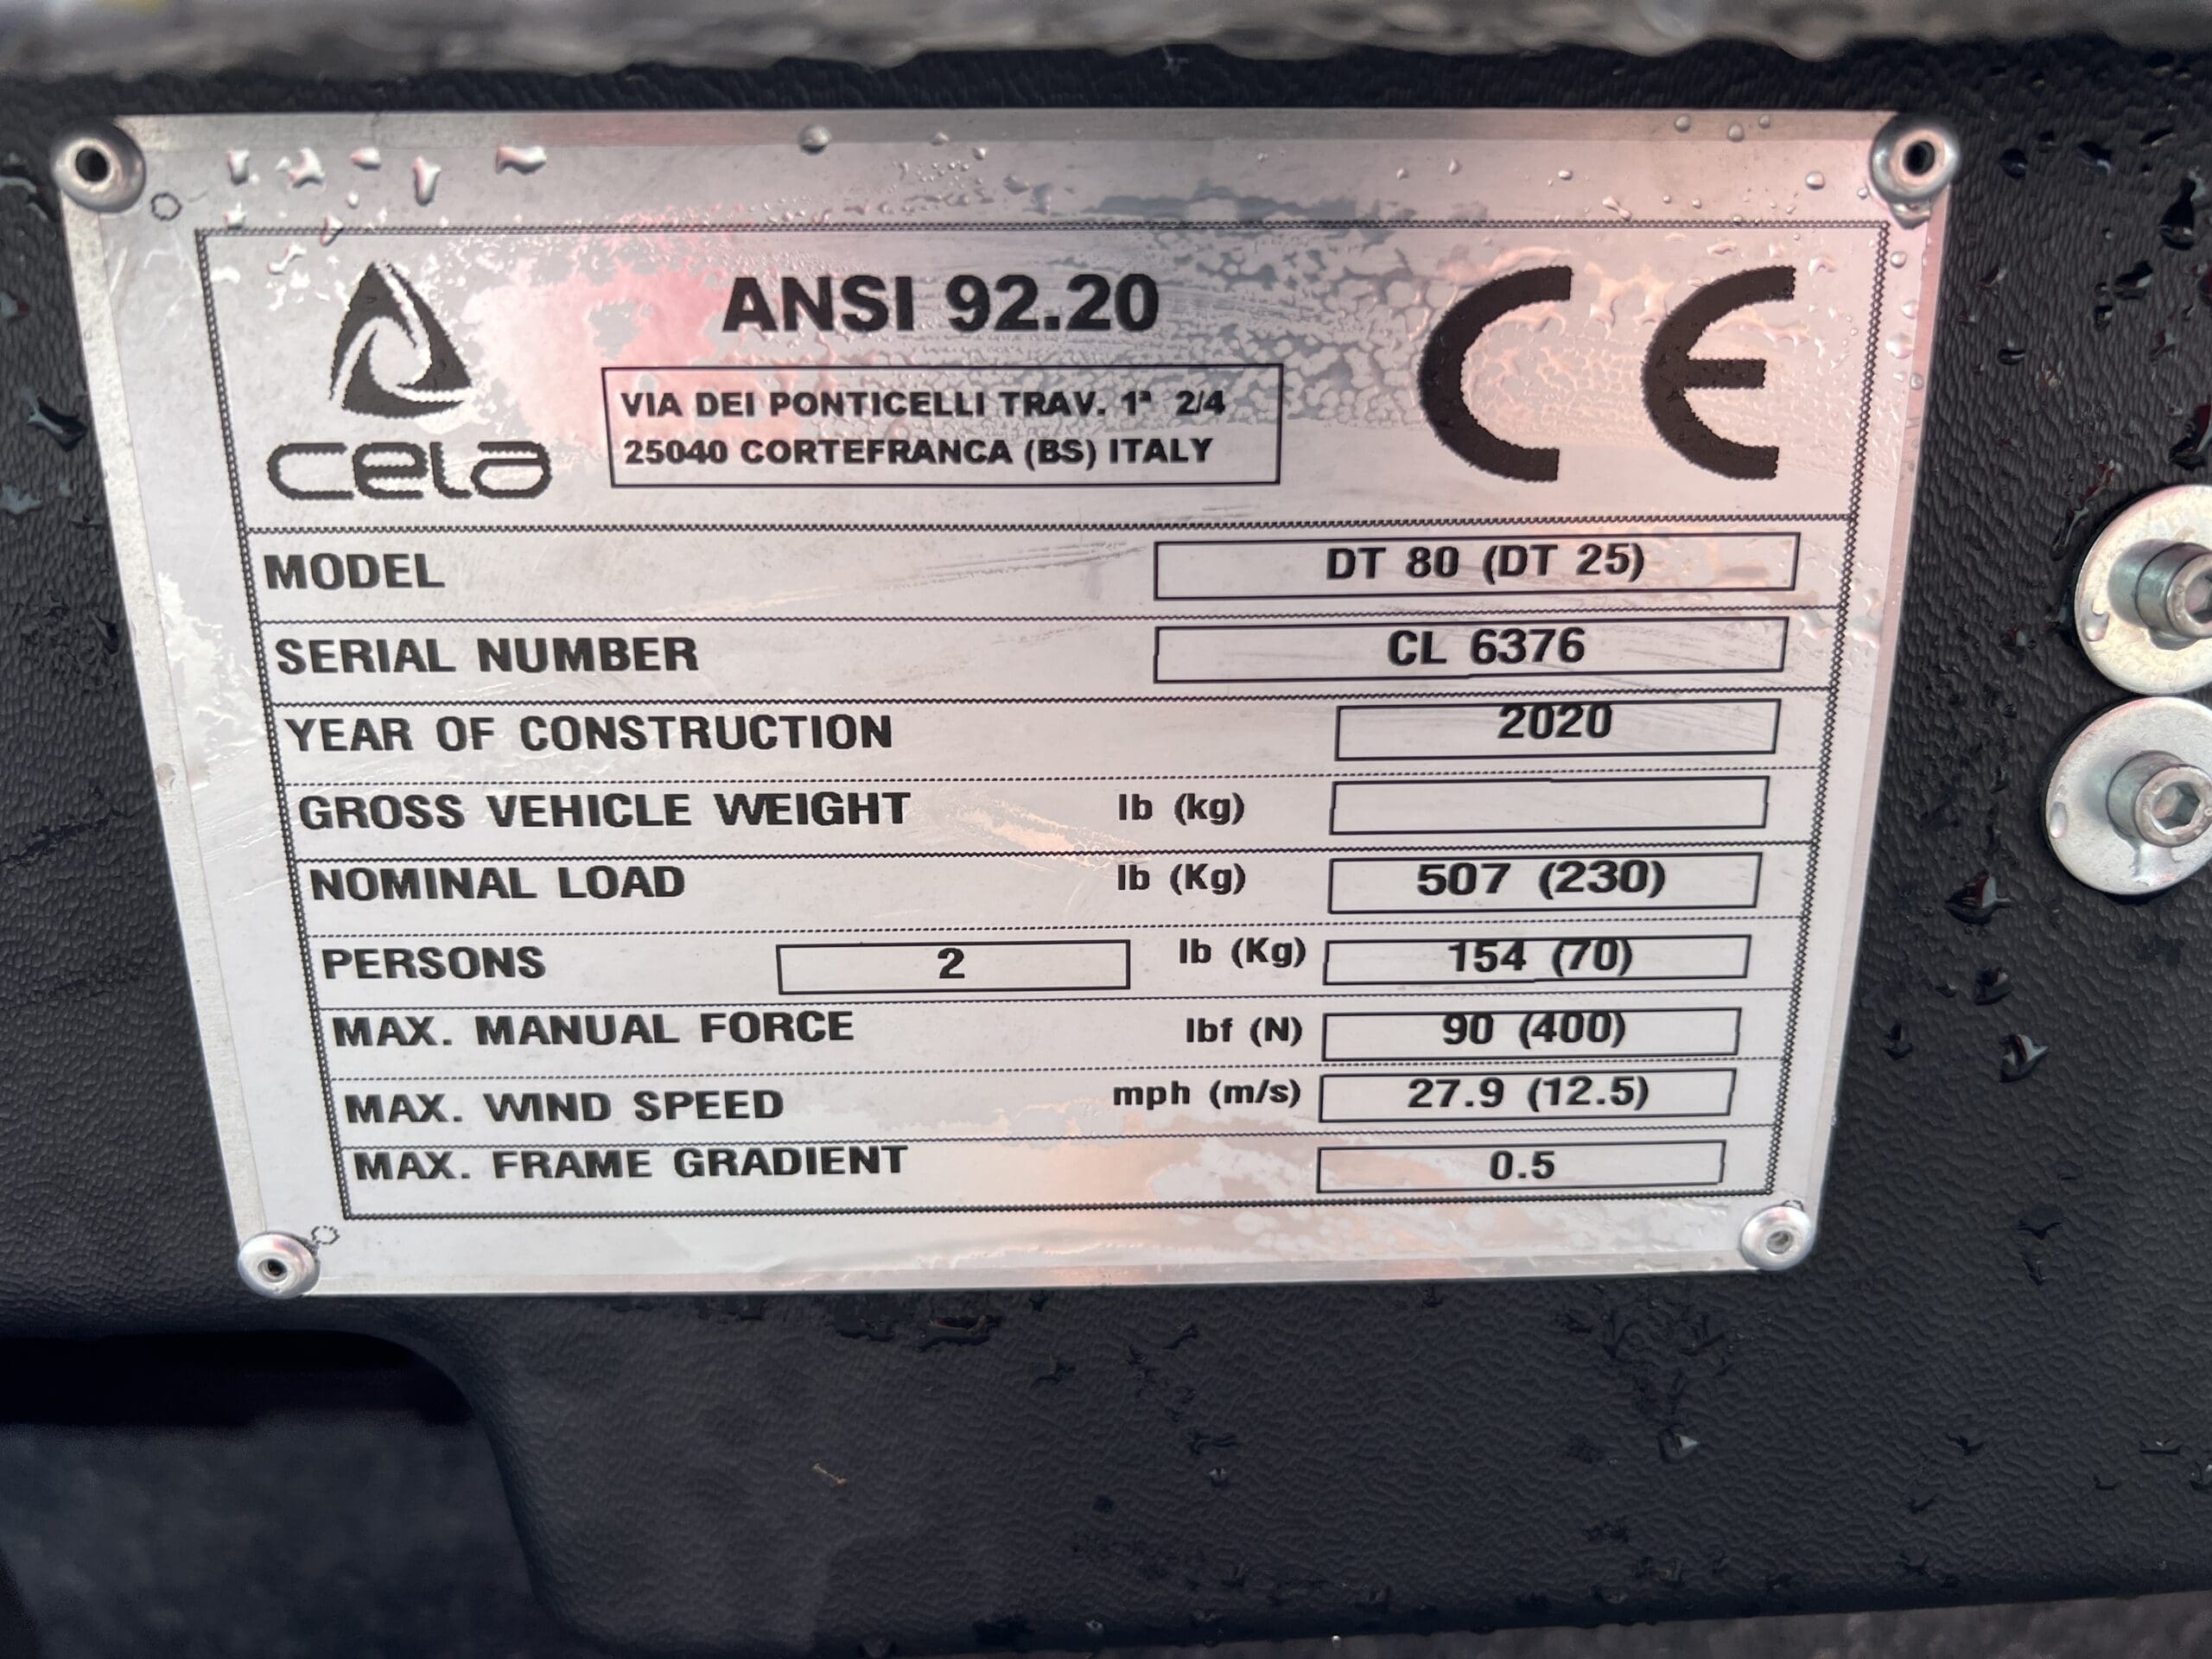 ANSI 92.20
CE
cela
VIA DEI PONTICELLI TRAV. 1ª 2/4
25040 CORTEFRANCA (BS) ITALY
MODEL DT 80 (DT 25)
SERIAL NUMBER CL 6376
YEAR OF CONSTRUCTION 2020
GROSS VEHICLE WEIGHT lb (kg)
NOMINAL LOAD lb (Kg) 507 (230)
PERSONS 2 lb (Kg) 154 (70)
MAX. MANUAL FORCE lbf (N) 90 (400)
MAX. WIND SPEED mph (m/s) 27.9 (12.5)
MAX. FRAME GRADIENT 0.5